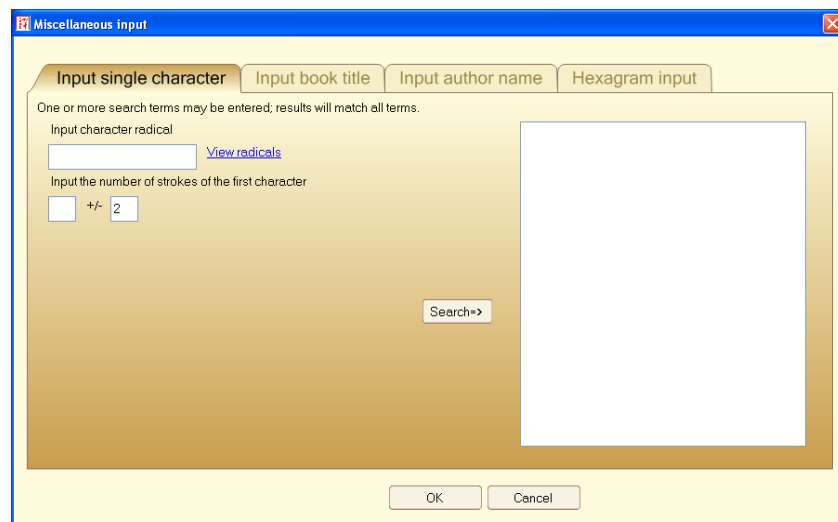 Miscellaneous input
Input single character
Input book title
Input author name
Hexagram input
One or more search terms may be entered; results will match all terms.
Input character radical
View radicals
Input the number of strokes of the first character
+/- 2
Search=>
OK
Cancel